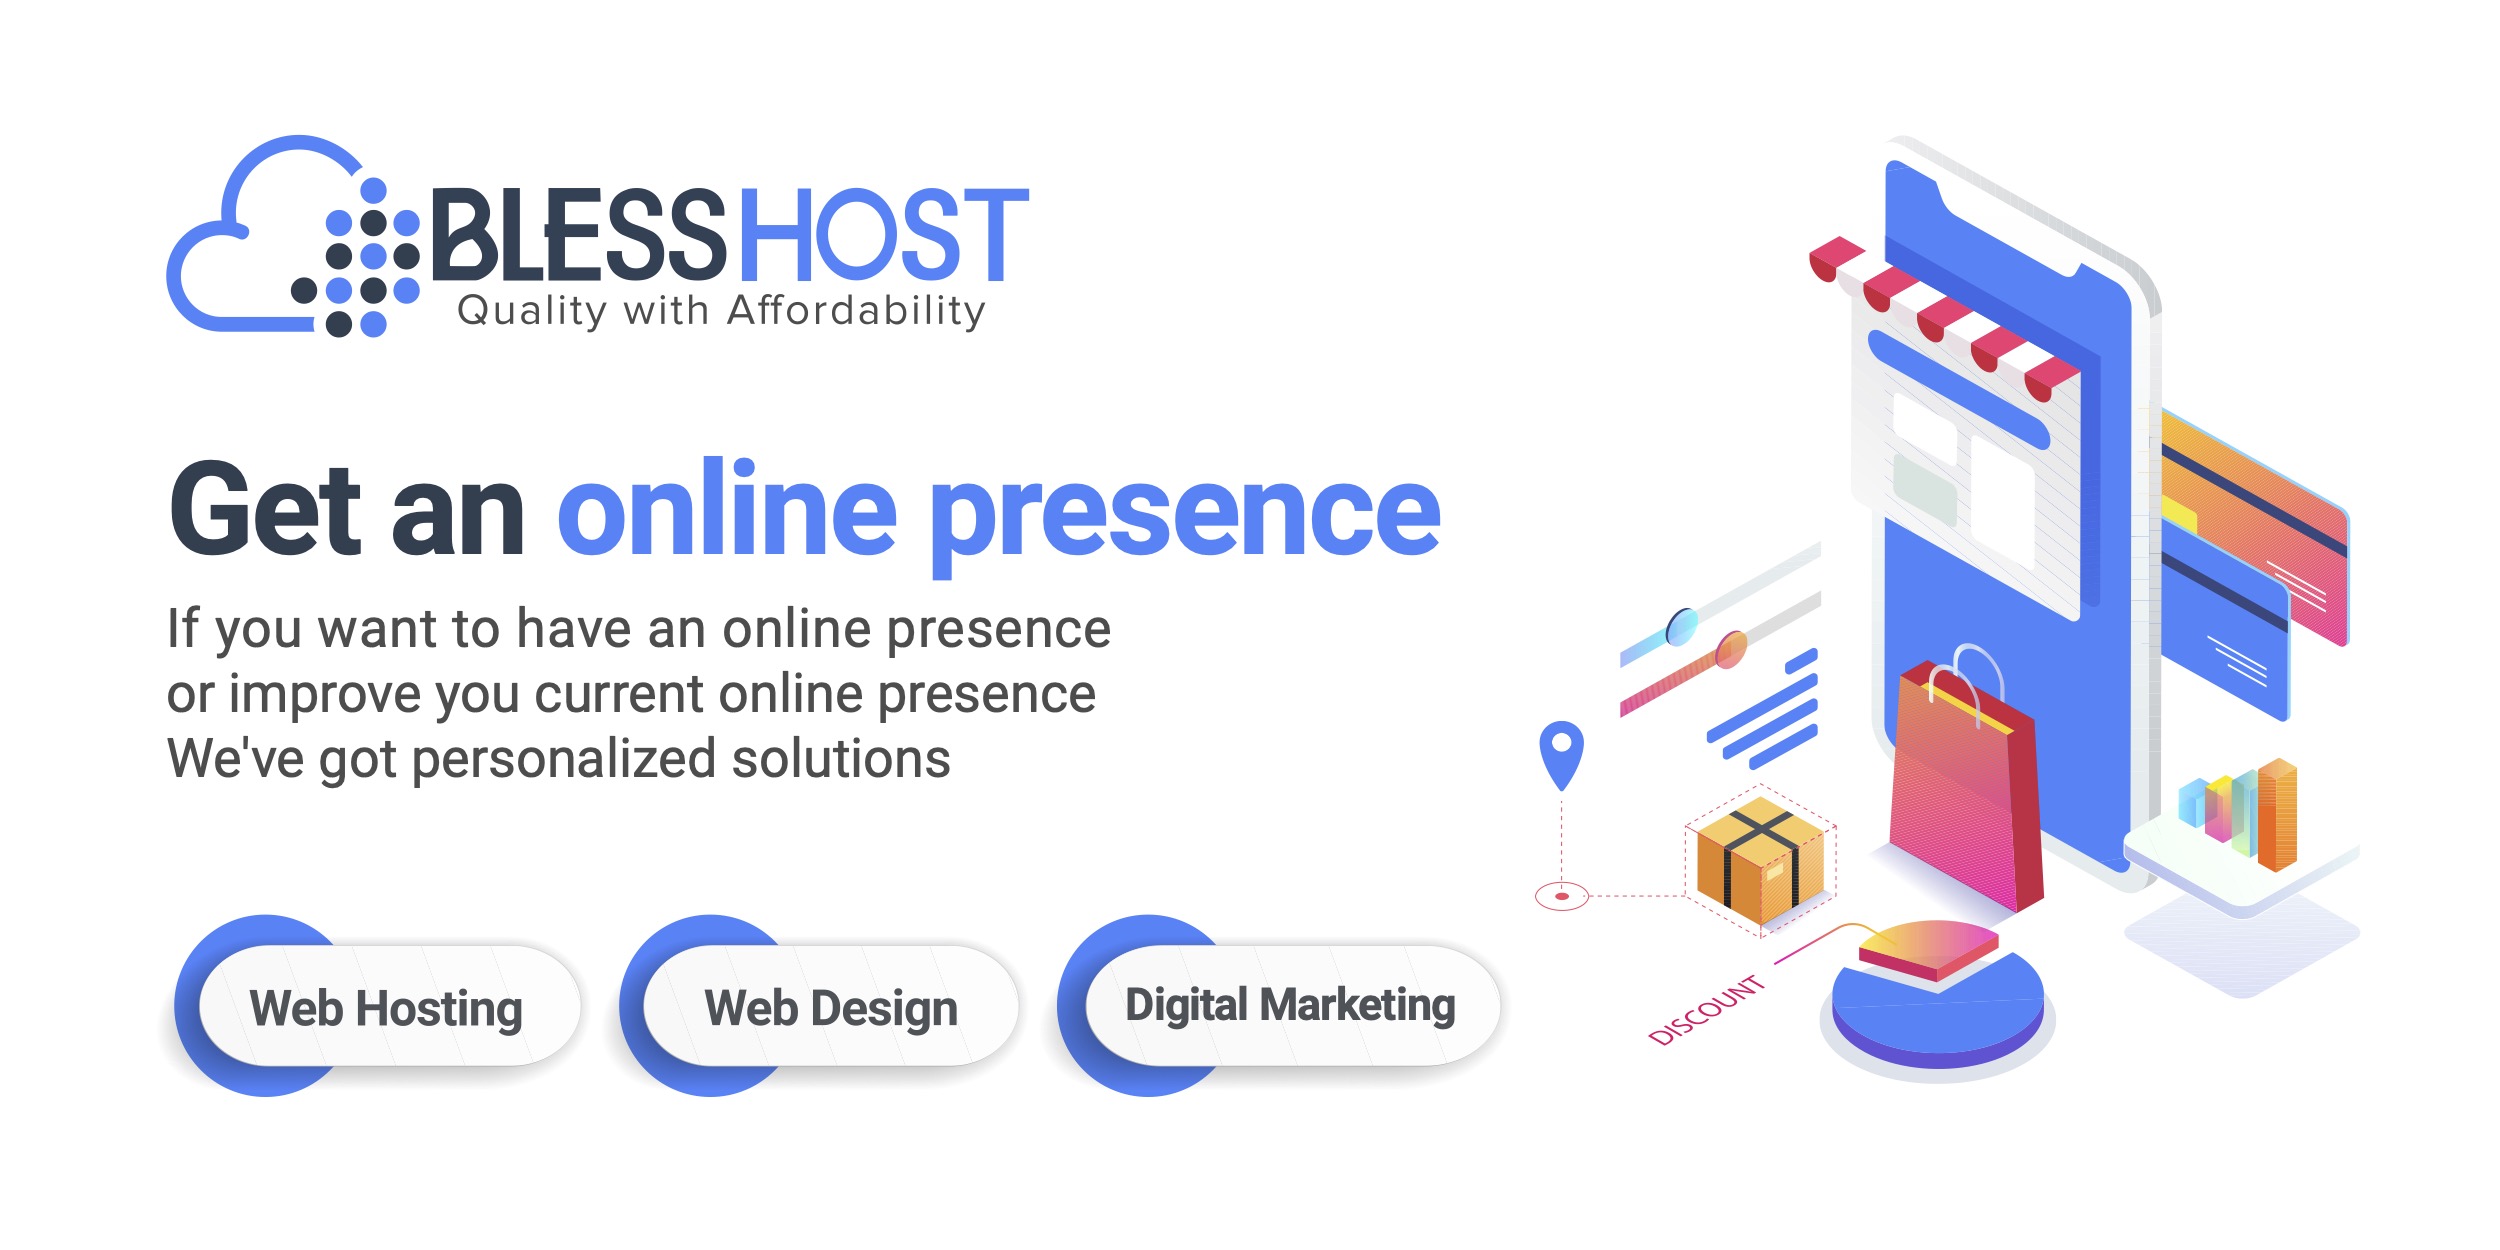 BLESSHOST
Quality with Affordability
Get an online presence
If you want to have an online presence
or improve you current online presence
We've got personalized solutions
Web Hosting
Web Design
Digital Marketing
DISCOUNT